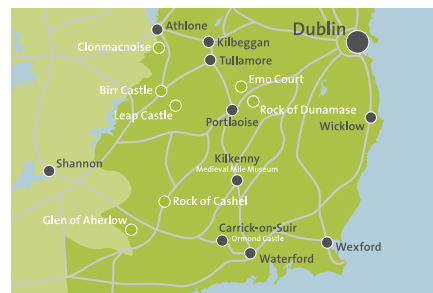 Athlone
Dublin
Clonmacnoise
Kilbeggan
Tullamore
Emo Court
Birr Castle
Leap Castle
Rock of Dunamase
Portlaoise
Wicklow
Shannon
Kilkenny
Medieval Mile Museum
Rock of Cashel
Glen of Aherlow
Carrick-on-Suir
Ormond Castle
Wexford
Waterford